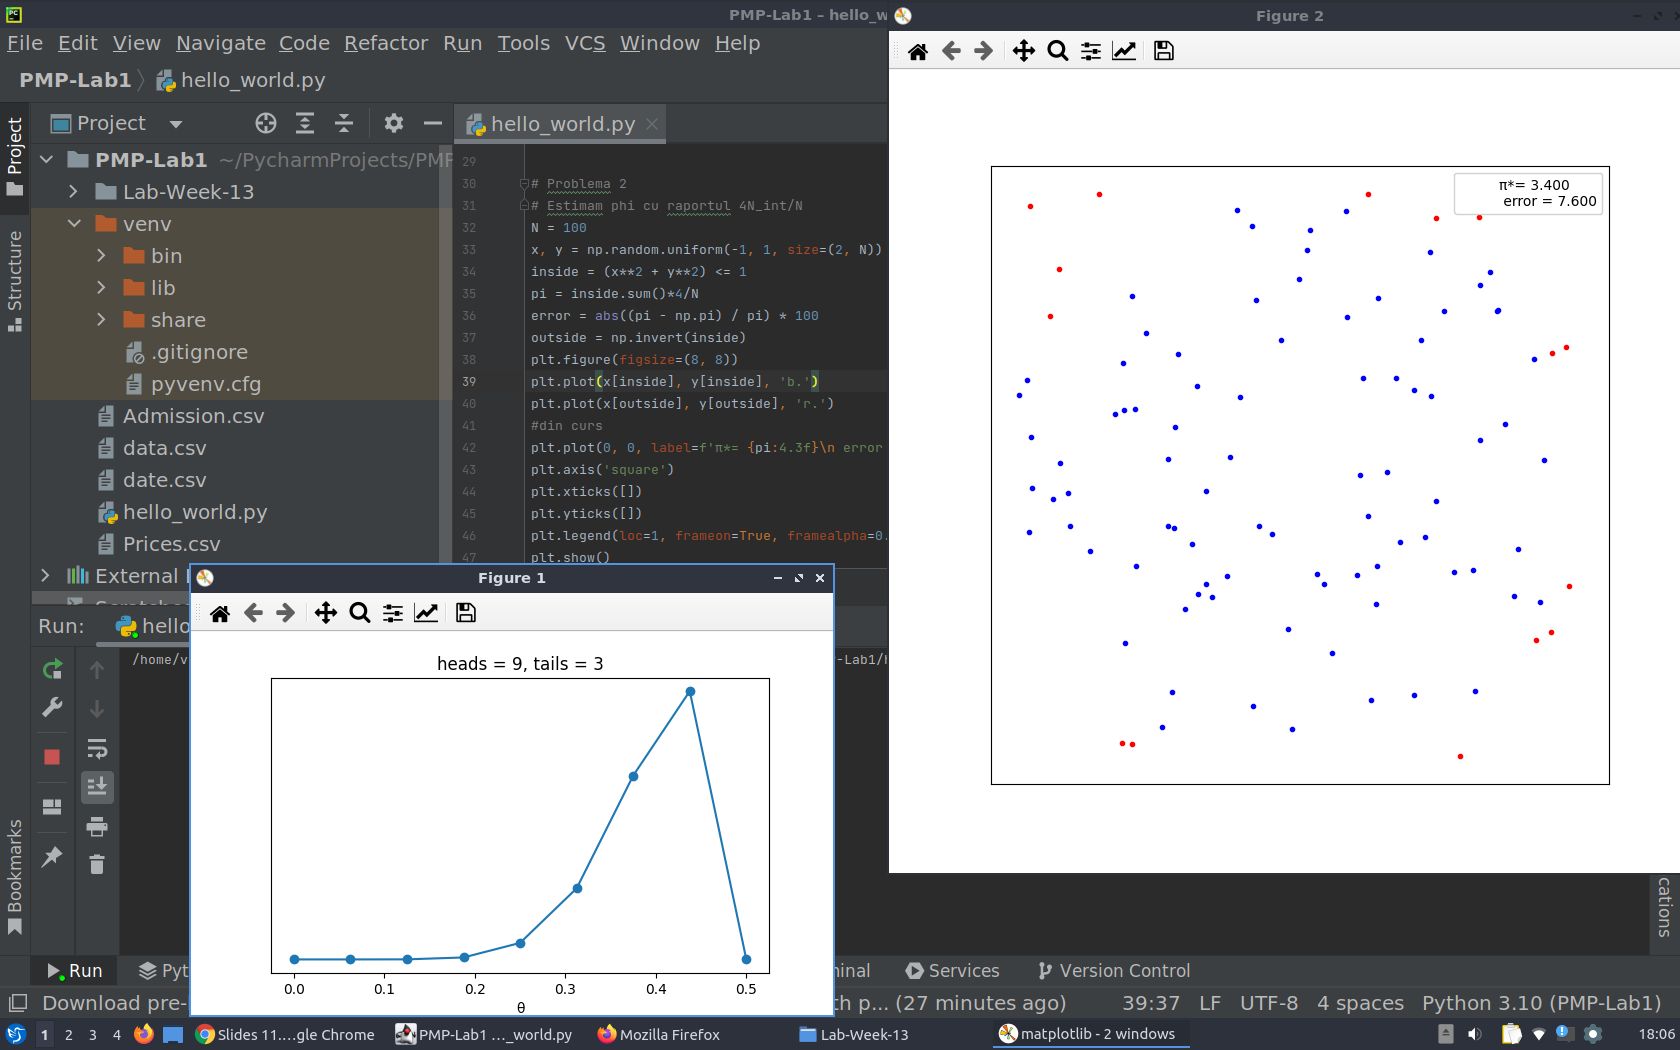 PMP-Lab1 – hello_w
File Edit View Navigate Code Refactor Run Tools VCS Window Help
PMP-Lab1 hello_world.py
Project
hello_world.py
Project
Structure
Bookmarks
PMP-Lab1 ~/PycharmProjects/PMP
Lab-Week-13
venv
bin
lib
share
.gitignore
pyvenv.cfg
Admission.csv
data.csv
date.csv
hello_world.py
Prices.csv
External
29
30 # Problema 2
31 # Estimam phi cu raportul 4N_int/N
32 N = 100
33 x, y = np.random.uniform(-1, 1, size=(2, N))
34 inside = (x**2 + y**2) <= 1
35 pi = inside.sum()*4/N
36 error = abs((pi - np.pi) / pi) * 100
37 outside = np.invert(inside)
38 plt.figure(figsize=(8, 8))
39 plt.plot(x[inside], y[inside], 'b.')
40 plt.plot(x[outside], y[outside], 'r.')
41 #din curs
42 plt.plot(0, 0, label=f'π*= {pi:4.3f}\n error
43 plt.axis('square')
44 plt.xticks([])
45 plt.yticks([])
46 plt.legend(loc=1, frameon=True, framealpha=0.
47 plt.show()
Figure 2
π*= 3.400
error = 7.600
Run: hello
/home/v
-Lab1/h
Figure 1
heads = 9, tails = 3
0.0 0.1 0.2 0.3 0.4 0.5
θ
cations
Run Pyt
inal Services Version Control
Download pre-
th p... (27 minutes ago) 39:37 LF UTF-8 4 spaces Python 3.10 (PMP-Lab1)
1 2 3 4 Slides 11....gle Chrome PMP-Lab1 ..._world.py Mozilla Firefox Lab-Week-13 matplotlib - 2 windows 18:06